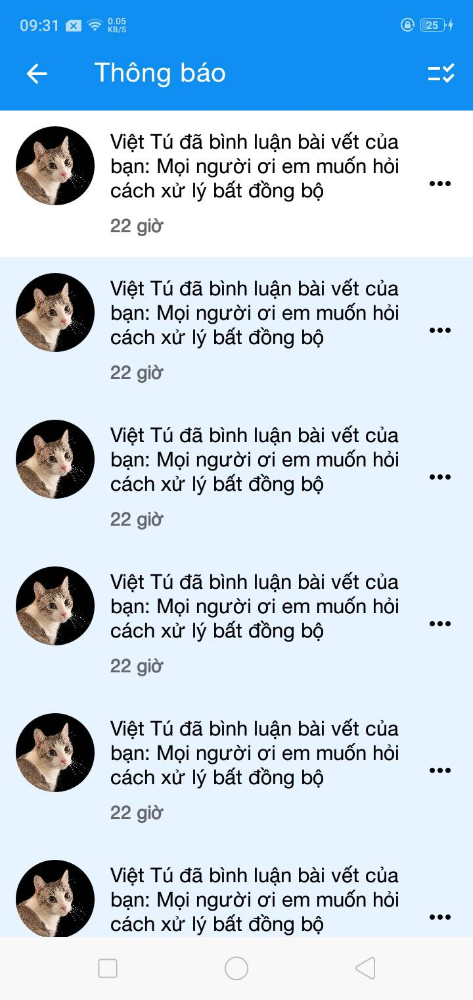 09:31 0.05 KB/S 25
Thông báo
Việt Tú đã bình luận bài vết của
bạn: Mọi người ơi em muốn hỏi
cách xử lý bất đồng bộ
22 giờ
Việt Tú đã bình luận bài vết của
bạn: Mọi người ơi em muốn hỏi
cách xử lý bất đồng bộ
22 giờ
Việt Tú đã bình luận bài vết của
bạn: Mọi người ơi em muốn hỏi
cách xử lý bất đồng bộ
22 giờ
Việt Tú đã bình luận bài vết của
bạn: Mọi người ơi em muốn hỏi
cách xử lý bất đồng bộ
22 giờ
Việt Tú đã bình luận bài vết của
bạn: Mọi người ơi em muốn hỏi
cách xử lý bất đồng bộ
22 giờ
Việt Tú đã bình luận bài vết của
bạn: Mọi người ơi em muốn hỏi
cách xử lý bất đồng bộ